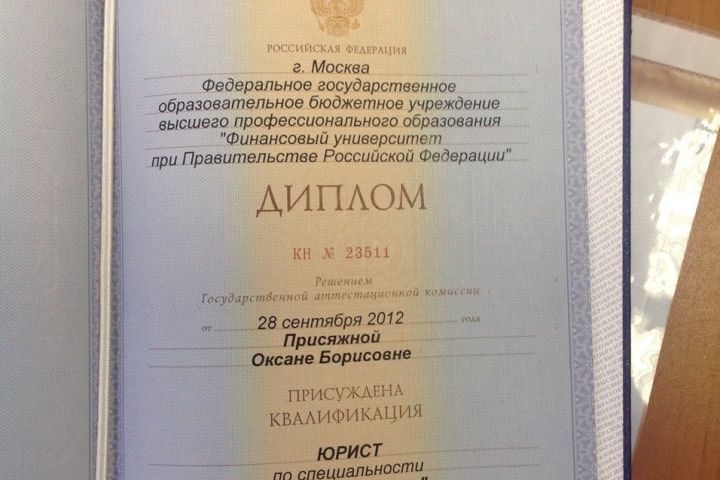 РОССИЙСКАЯ ФЕДЕРАЦИЯ
г. Москва
Федеральное государственное
образовательное бюджетное учреждение
высшего профессионального образования
"Финансовый университет
при Правительстве Российской Федерации"
ДИПЛОМ
КН № 23511
Решением
Государственной аттестационной комиссии
от 28 сентября 2012 года
Присяжной
Оксане Борисовне
ПРИСУЖДЕНА
КВАЛИФИКАЦИЯ
ЮРИСТ
по специальности